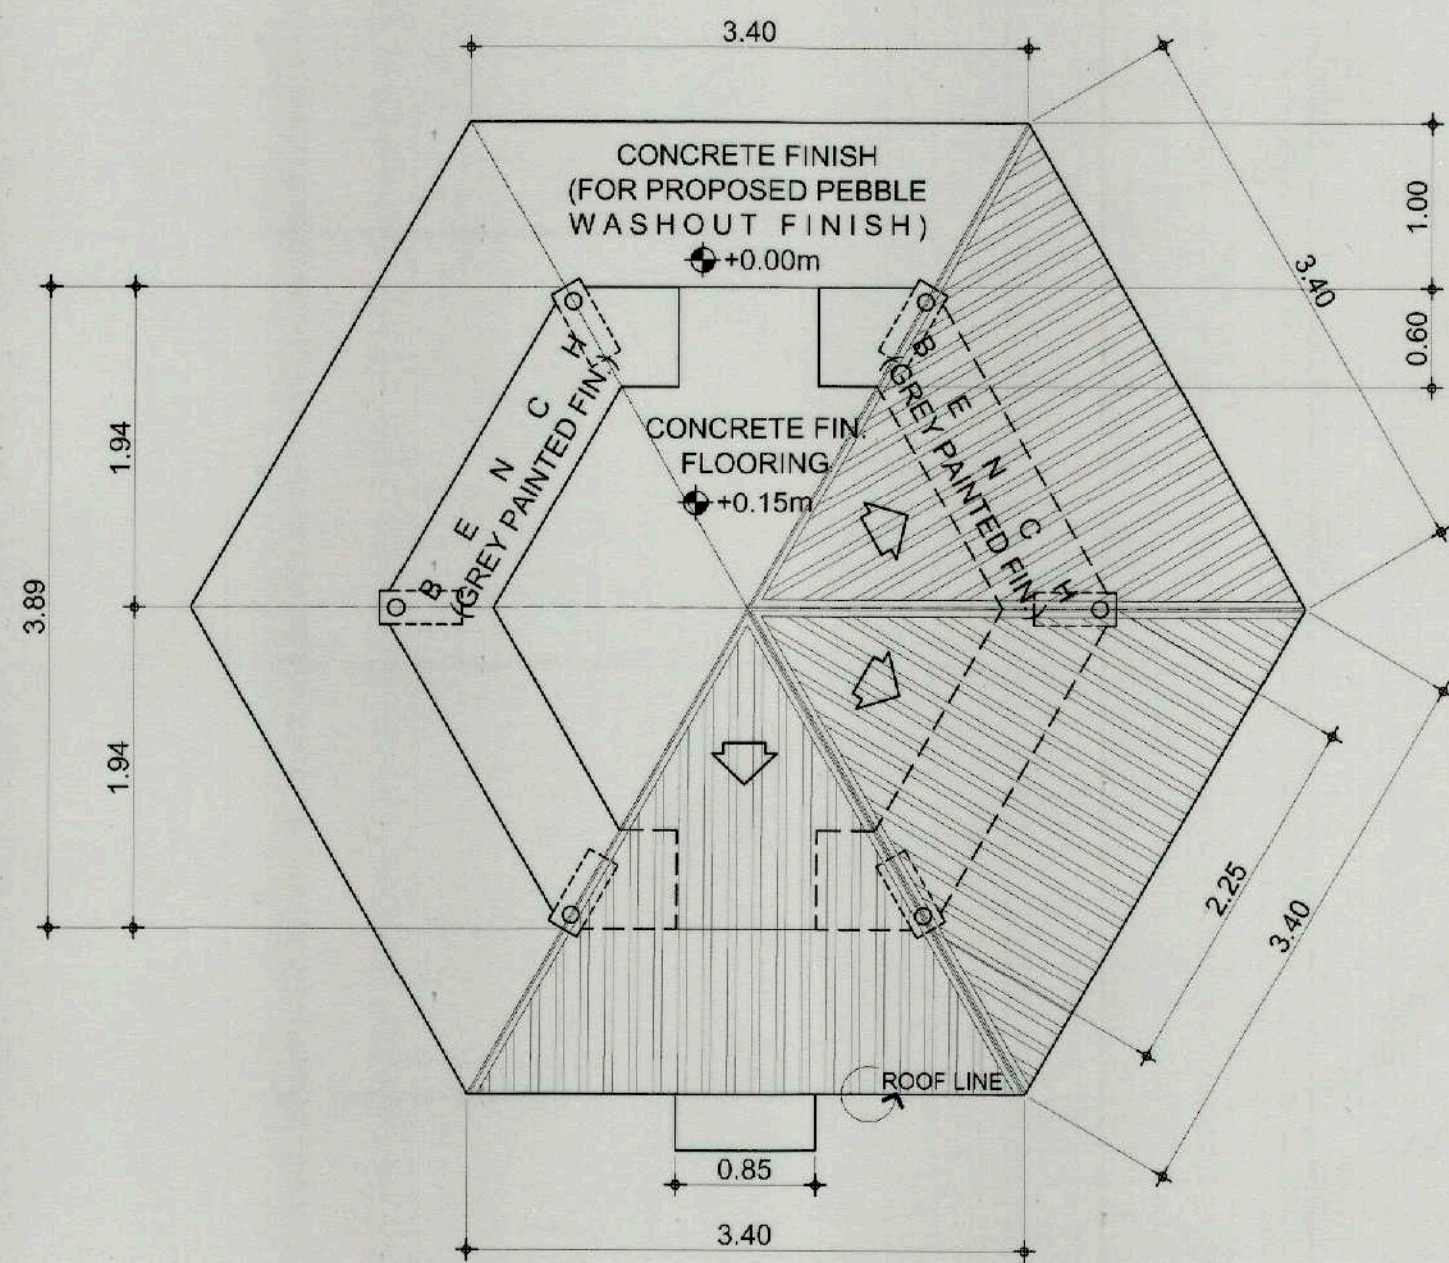 3.40
CONCRETE FINISH
(FOR PROPOSED PEBBLE
WASHOUT FINISH)
+0.00m
1.00
3.40
0.60
BENCH
(GREY PAINTED FIN.)
BENCH
(GREY PAINTED FIN.)
CONCRETE FIN.
FLOORING
+0.15m
1.94
3.89
1.94
2.25
3.40
ROOF LINE
0.85
3.40